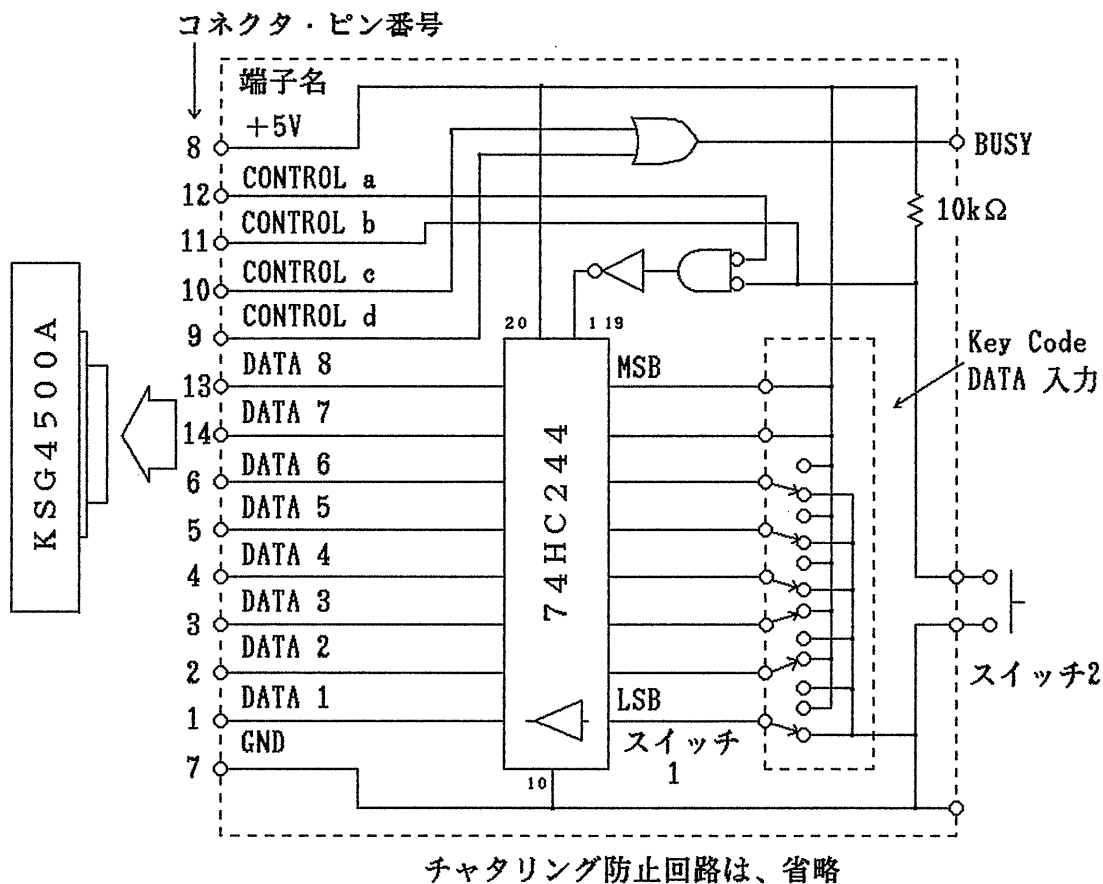 コネクタ・ピン番号
端子名
8 +5V
BUSY
12 CONTROL a
10kΩ
11 CONTROL b
10 CONTROL c
9 CONTROL d
20 1 19
KSG4500A
74HC244
Key Code
DATA 入力
13 DATA 8 MSB
14 DATA 7
6 DATA 6
5 DATA 5
4 DATA 4
3 DATA 3
2 DATA 2
スイッチ2
1 DATA 1 LSB
スイッチ
1
7 GND
10
チャタリング防止回路は、省略